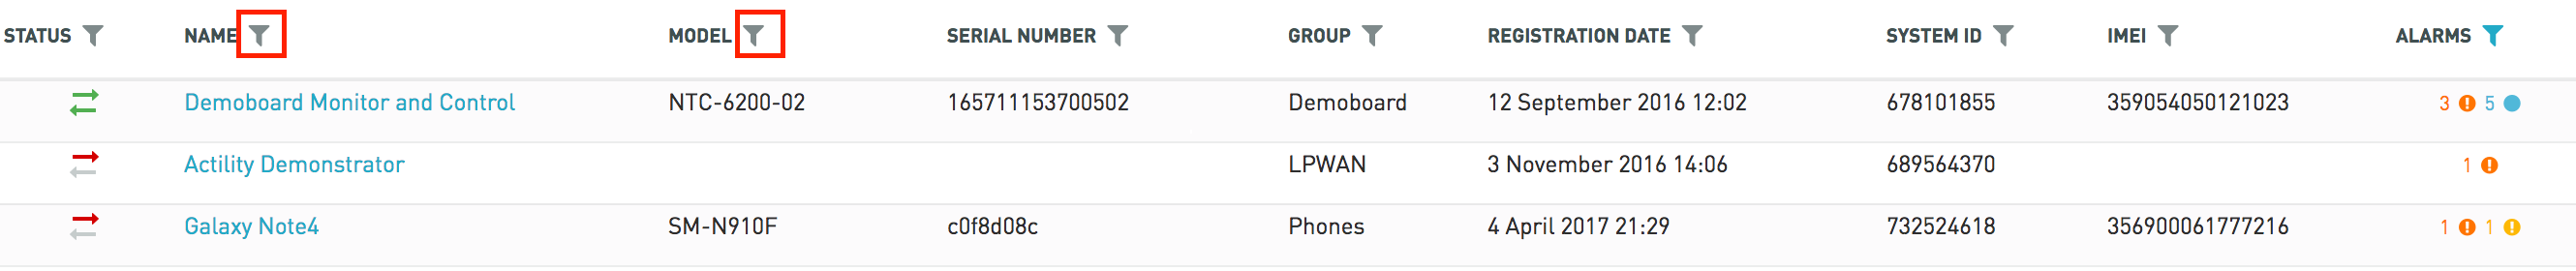 STATUS NAME MODEL SERIAL NUMBER GROUP REGISTRATION DATE SYSTEM ID IMEI ALARMS
Demoboard Monitor and Control NTC-6200-02 165711153700502 Demoboard 12 September 2016 12:02 678101855 359054050121023 3 5
Actility Demonstrator LPWAN 3 November 2016 14:06 689564370 1
Galaxy Note4 SM-N910F c0f8d08c Phones 4 April 2017 21:29 732524618 356900061777216 1 1